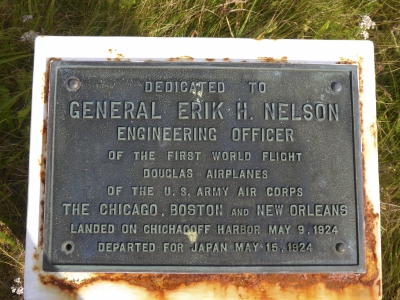 DEDICATED TO
GENERAL ERIK H. NELSON
ENGINEERING OFFICER
OF THE FIRST WORLD FLIGHT
DOUGLAS AIRPLANES
OF THE U.S. ARMY AIR CORPS
THE CHICAGO, BOSTON AND NEW ORLEANS
LANDED ON CHICHAGOFF HARBOR MAY 9, 1924
DEPARTED FOR JAPAN MAY 15, 1924